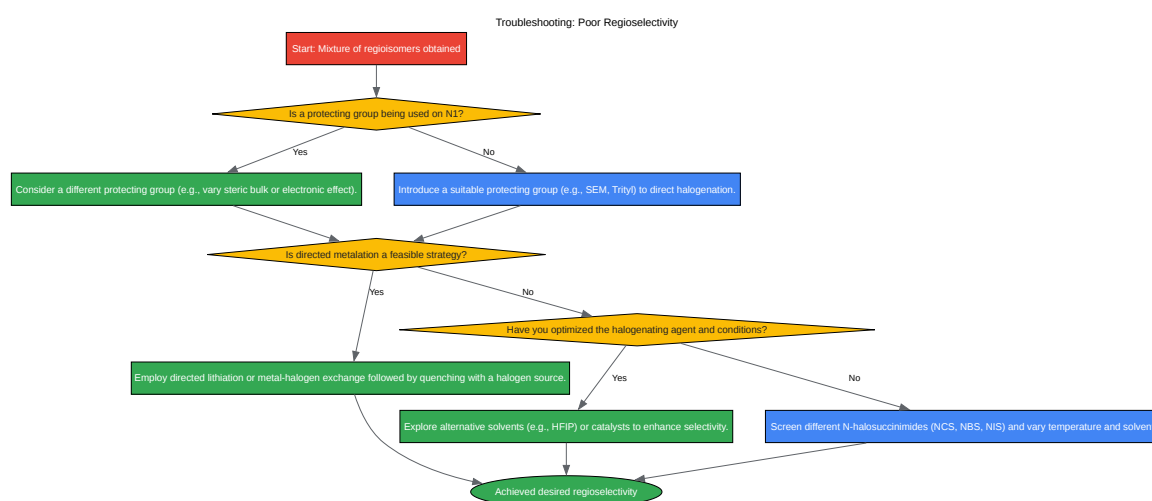 Troubleshooting: Poor Regioselectivity
Start: Mixture of regioisomers obtained
Is a protecting group being used on N1?
Yes
No
Consider a different protecting group (e.g., vary steric bulk or electronic effect).
Introduce a suitable protecting group (e.g., SEM, Trityl) to direct halogenation.
Is directed metalation a feasible strategy?
Yes
No
Have you optimized the halogenating agent and conditions?
Employ directed lithiation or metal-halogen exchange followed by quenching with a halogen source.
Yes
No
Explore alternative solvents (e.g., HFIP) or catalysts to enhance selectivity.
Screen different N-halosuccinimides (NCS, NBS, NIS) and vary temperature and solven
Achieved desired regioselectivity